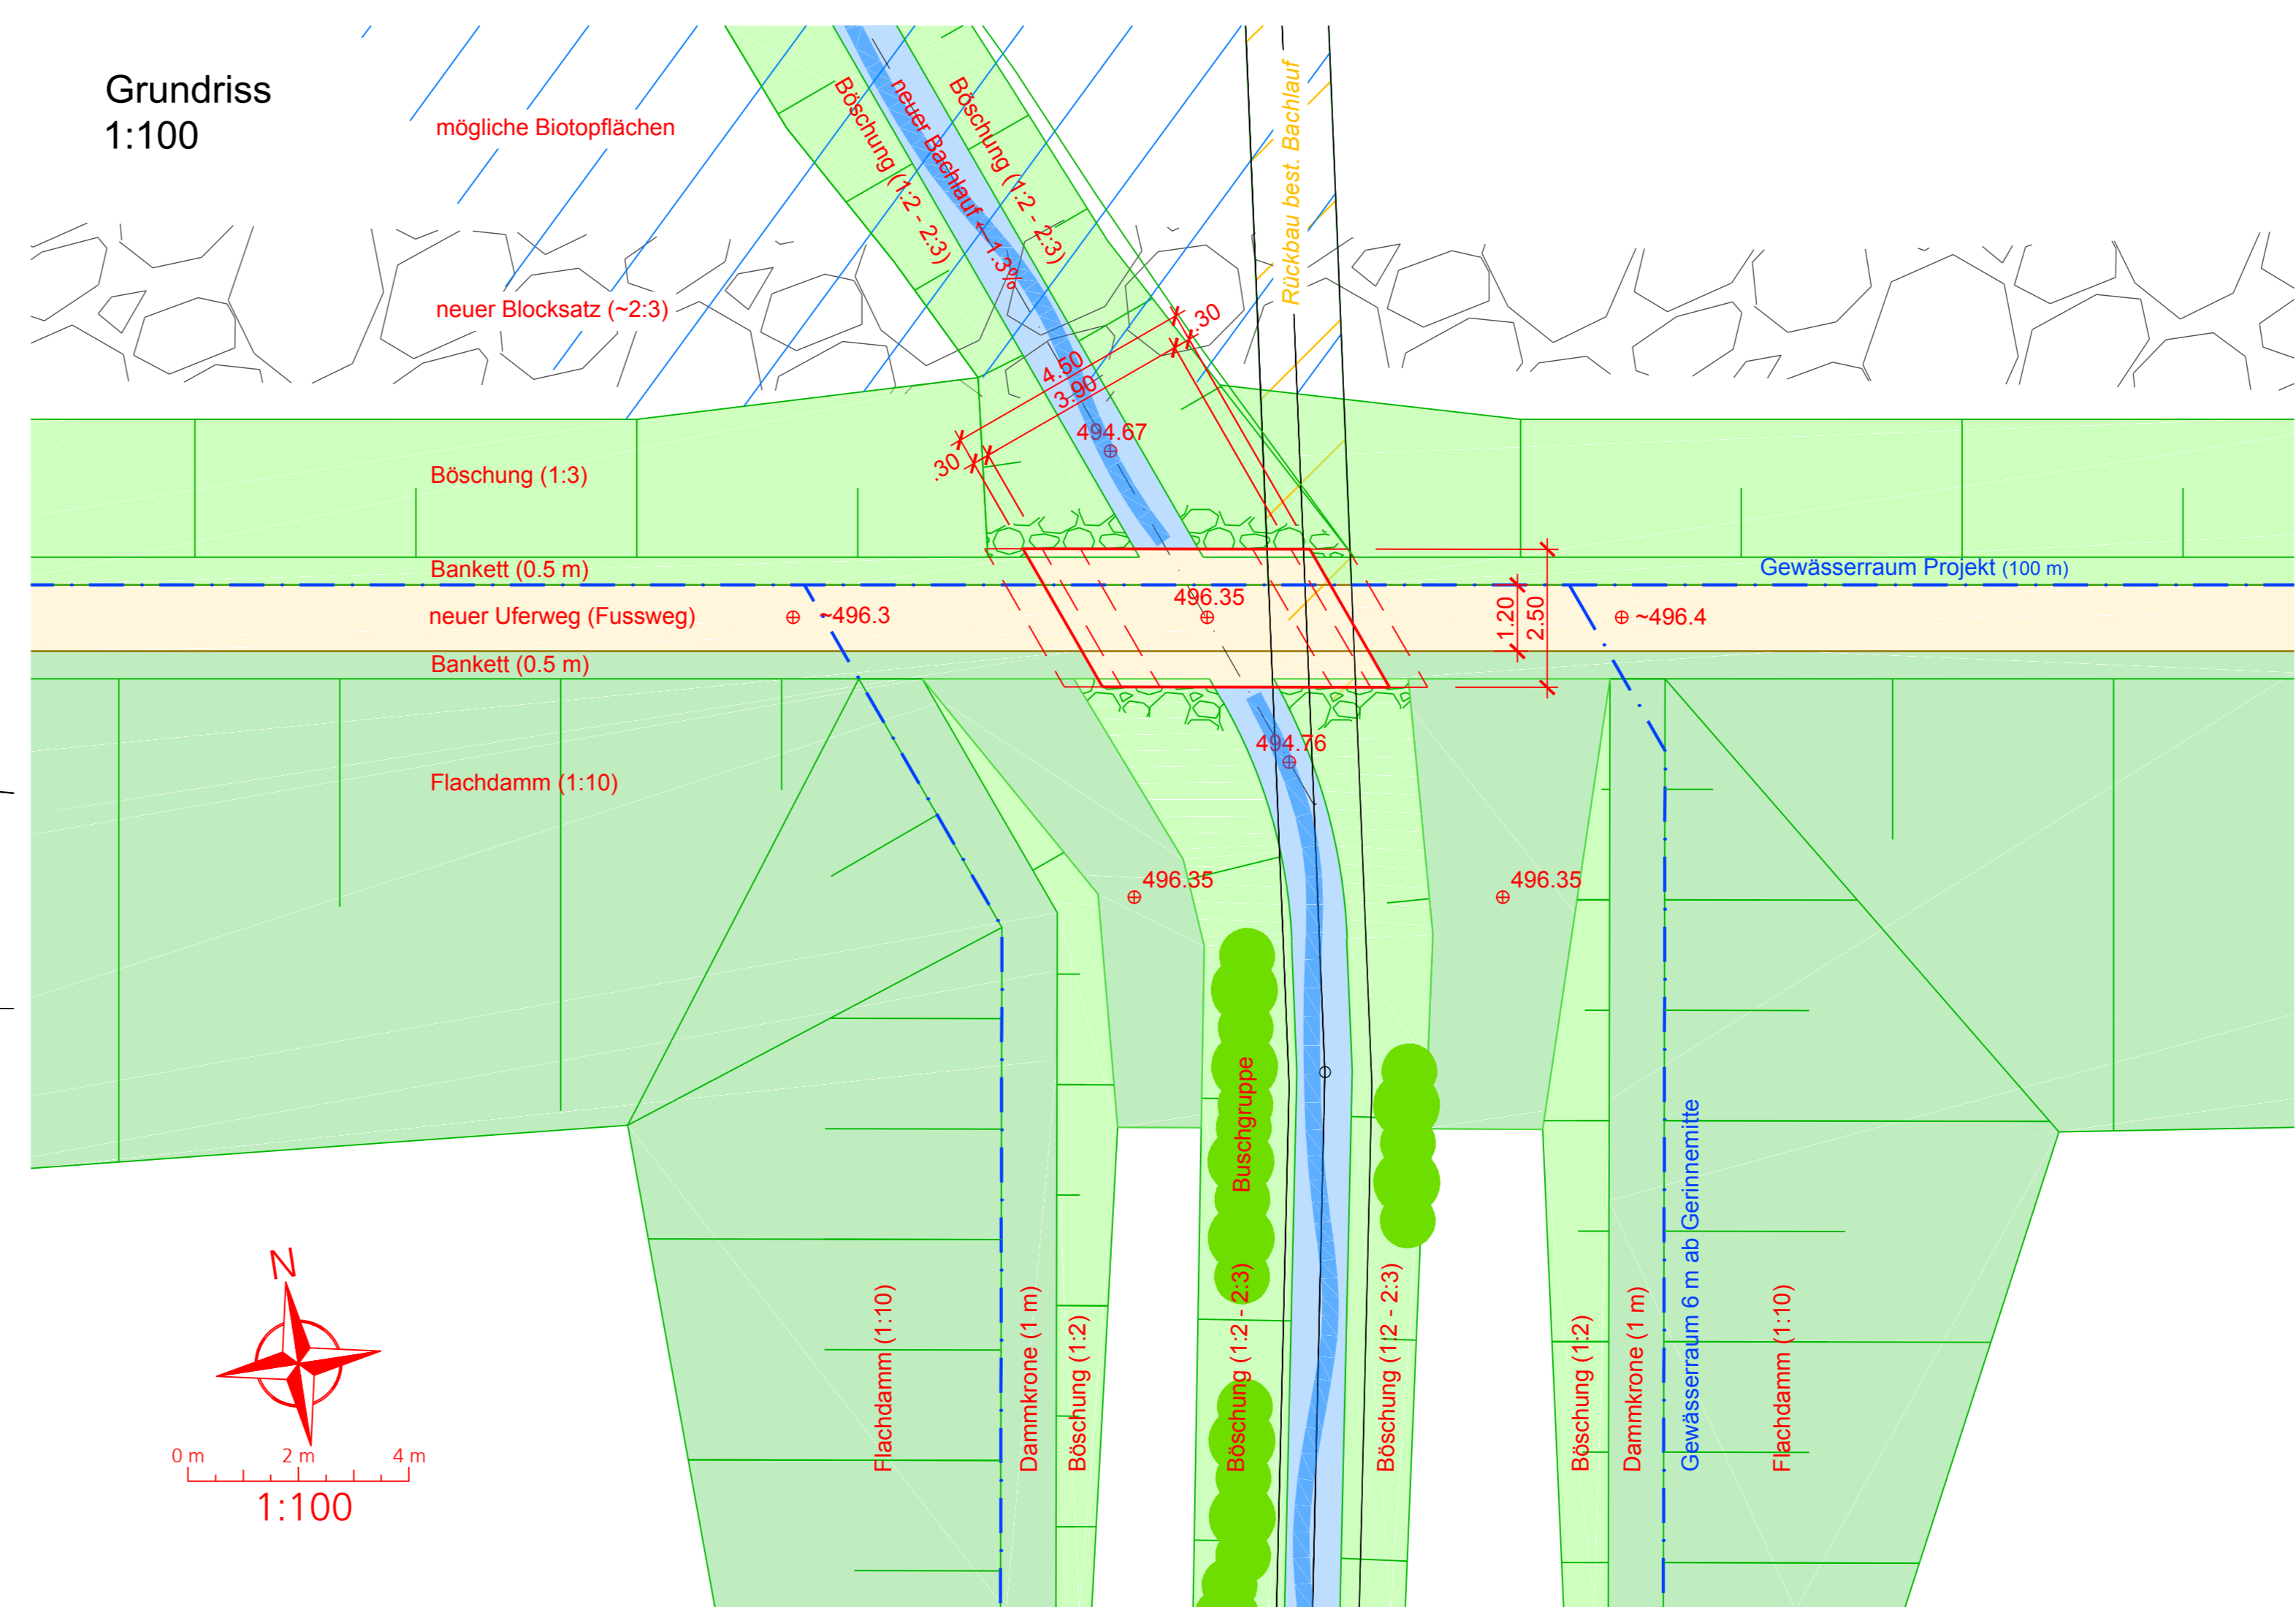 Grundriss
1:100
mögliche Biotopflächen
Böschung (1:2 - 2:3)
neuer Bachlauf ← 1.3%
Böschung (1:2 - 2:3)
Rückbau best. Bachlauf
neuer Blocksatz (~2:3)
.30
4.50
3.90
.30
494.67
Böschung (1:3)
Bankett (0.5 m)
Gewässerraum Projekt (100 m)
neuer Uferweg (Fussweg)
~496.3
496.35
1.20
2.50
~496.4
Bankett (0.5 m)
494.76
Flachdamm (1:10)
496.35
496.35
Buschgruppe
Gewässerraum 6 m ab Gerinnemitte
Flachdamm (1:10)
Dammkrone (1 m)
Böschung (1:2)
Böschung (1:2 - 2:3)
Böschung (1:2 - 2:3)
Böschung (1:2)
Dammkrone (1 m)
Flachdamm (1:10)
N
0 m 2 m 4 m
1:100